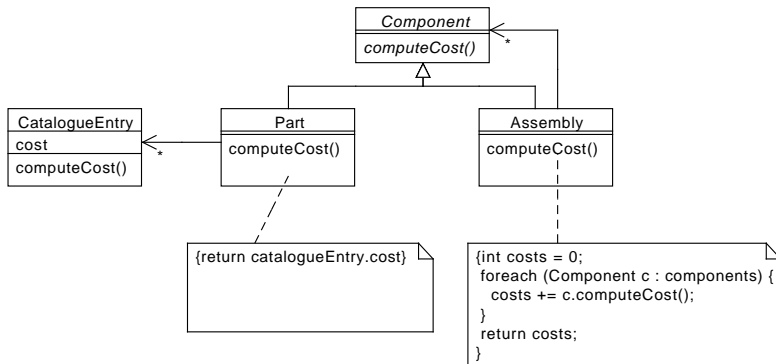 Component
computeCost()
*
CatalogueEntry
cost
computeCost()
*
Part
computeCost()
Assembly
computeCost()
{return catalogueEntry.cost}
{int costs = 0;
foreach (Component c : components) {
costs += c.computeCost();
}
return costs;
}